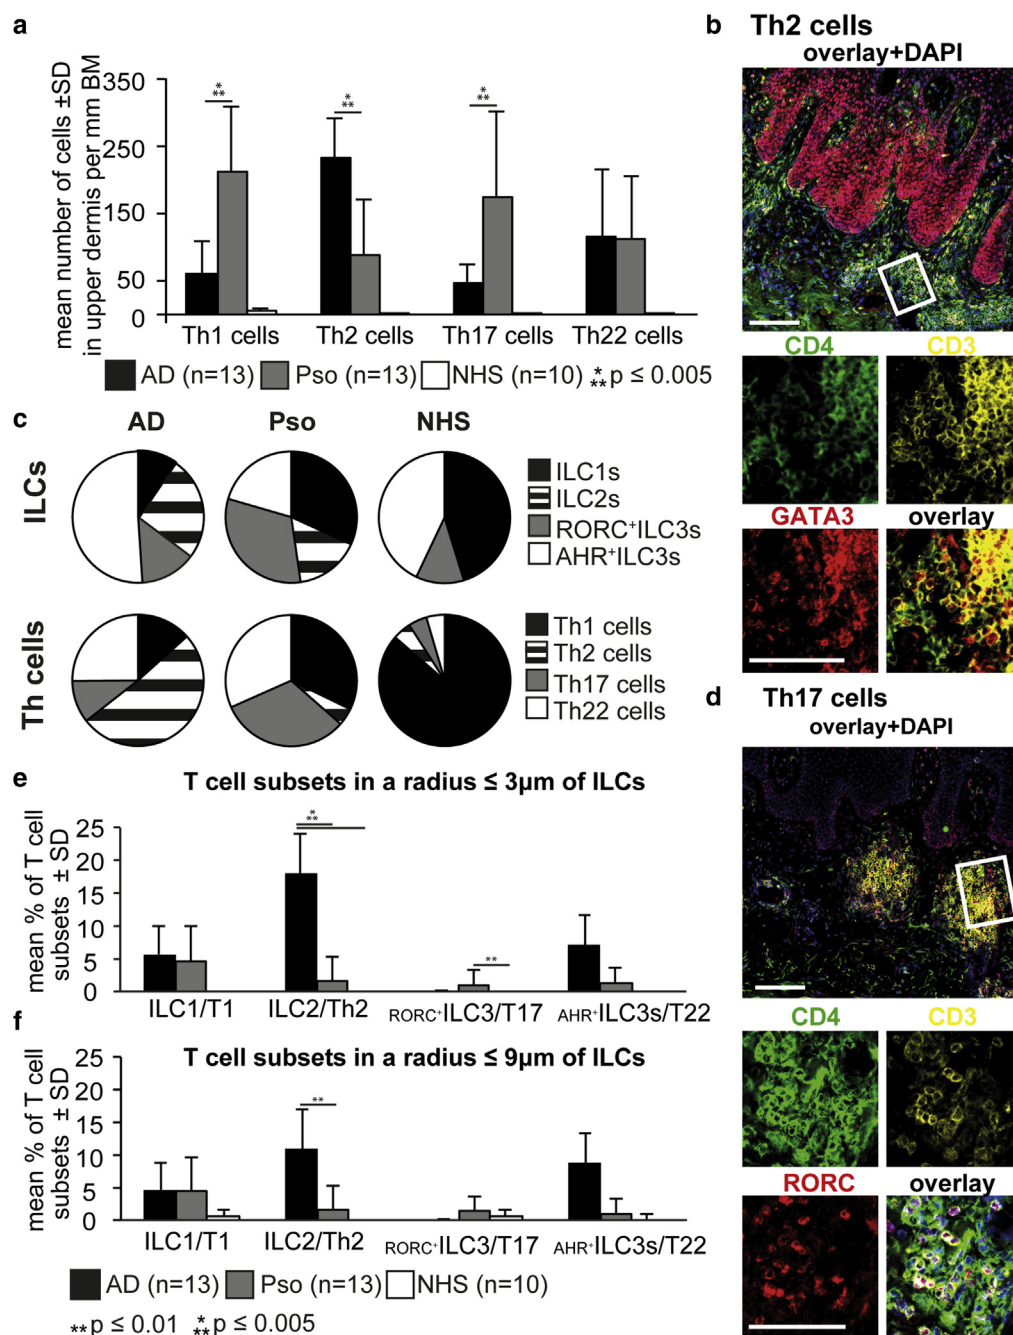 a
mean number of cells ±SD
in upper dermis per mm BM
350
250
150
50
0
** *
** *
** *
Th1 cells Th2 cells Th17 cells Th22 cells
AD (n=13) Pso (n=13) NHS (n=10) *** p ≤ 0.005
b Th2 cells
overlay+DAPI
CD4 CD3
GATA3 overlay
c AD Pso NHS
ILCs
ILC1s
ILC2s
RORC⁺ILC3s
AHR⁺ILC3s
Th cells
Th1 cells
Th2 cells
Th17 cells
Th22 cells
d Th17 cells
overlay+DAPI
CD4 CD3
RORC overlay
e T cell subsets in a radius ≤ 3µm of ILCs
mean % of T cell
subsets ± SD
25
20
15
10
5
0
***
**
ILC1/T1 ILC2/Th2 RORC⁺ILC3/T17 AHR⁺ILC3s/T22
f T cell subsets in a radius ≤ 9µm of ILCs
mean % of T cell
subsets ± SD
25
20
15
10
5
0
**
ILC1/T1 ILC2/Th2 RORC⁺ILC3/T17 AHR⁺ILC3s/T22
AD (n=13) Pso (n=13) NHS (n=10)
**p ≤ 0.01 ***p ≤ 0.005